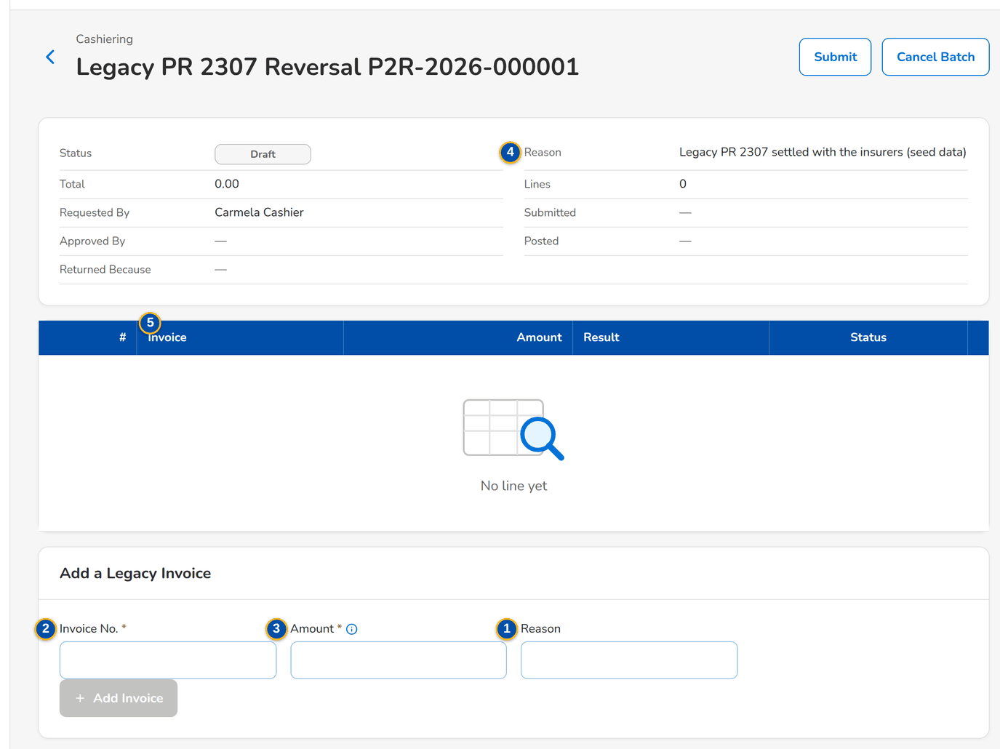 Cashiering
Legacy PR 2307 Reversal P2R-2026-000001
Submit
Cancel Batch
Status
Draft
4
Reason
Legacy PR 2307 settled with the insurers (seed data)
Total
0.00
Lines
0
Requested By
Carmela Cashier
Submitted
—
Approved By
—
Posted
—
Returned Because
—
5
#
Invoice
Amount
Result
Status
No line yet
Add a Legacy Invoice
2
Invoice No. *
3
Amount *
1
Reason
+ Add Invoice